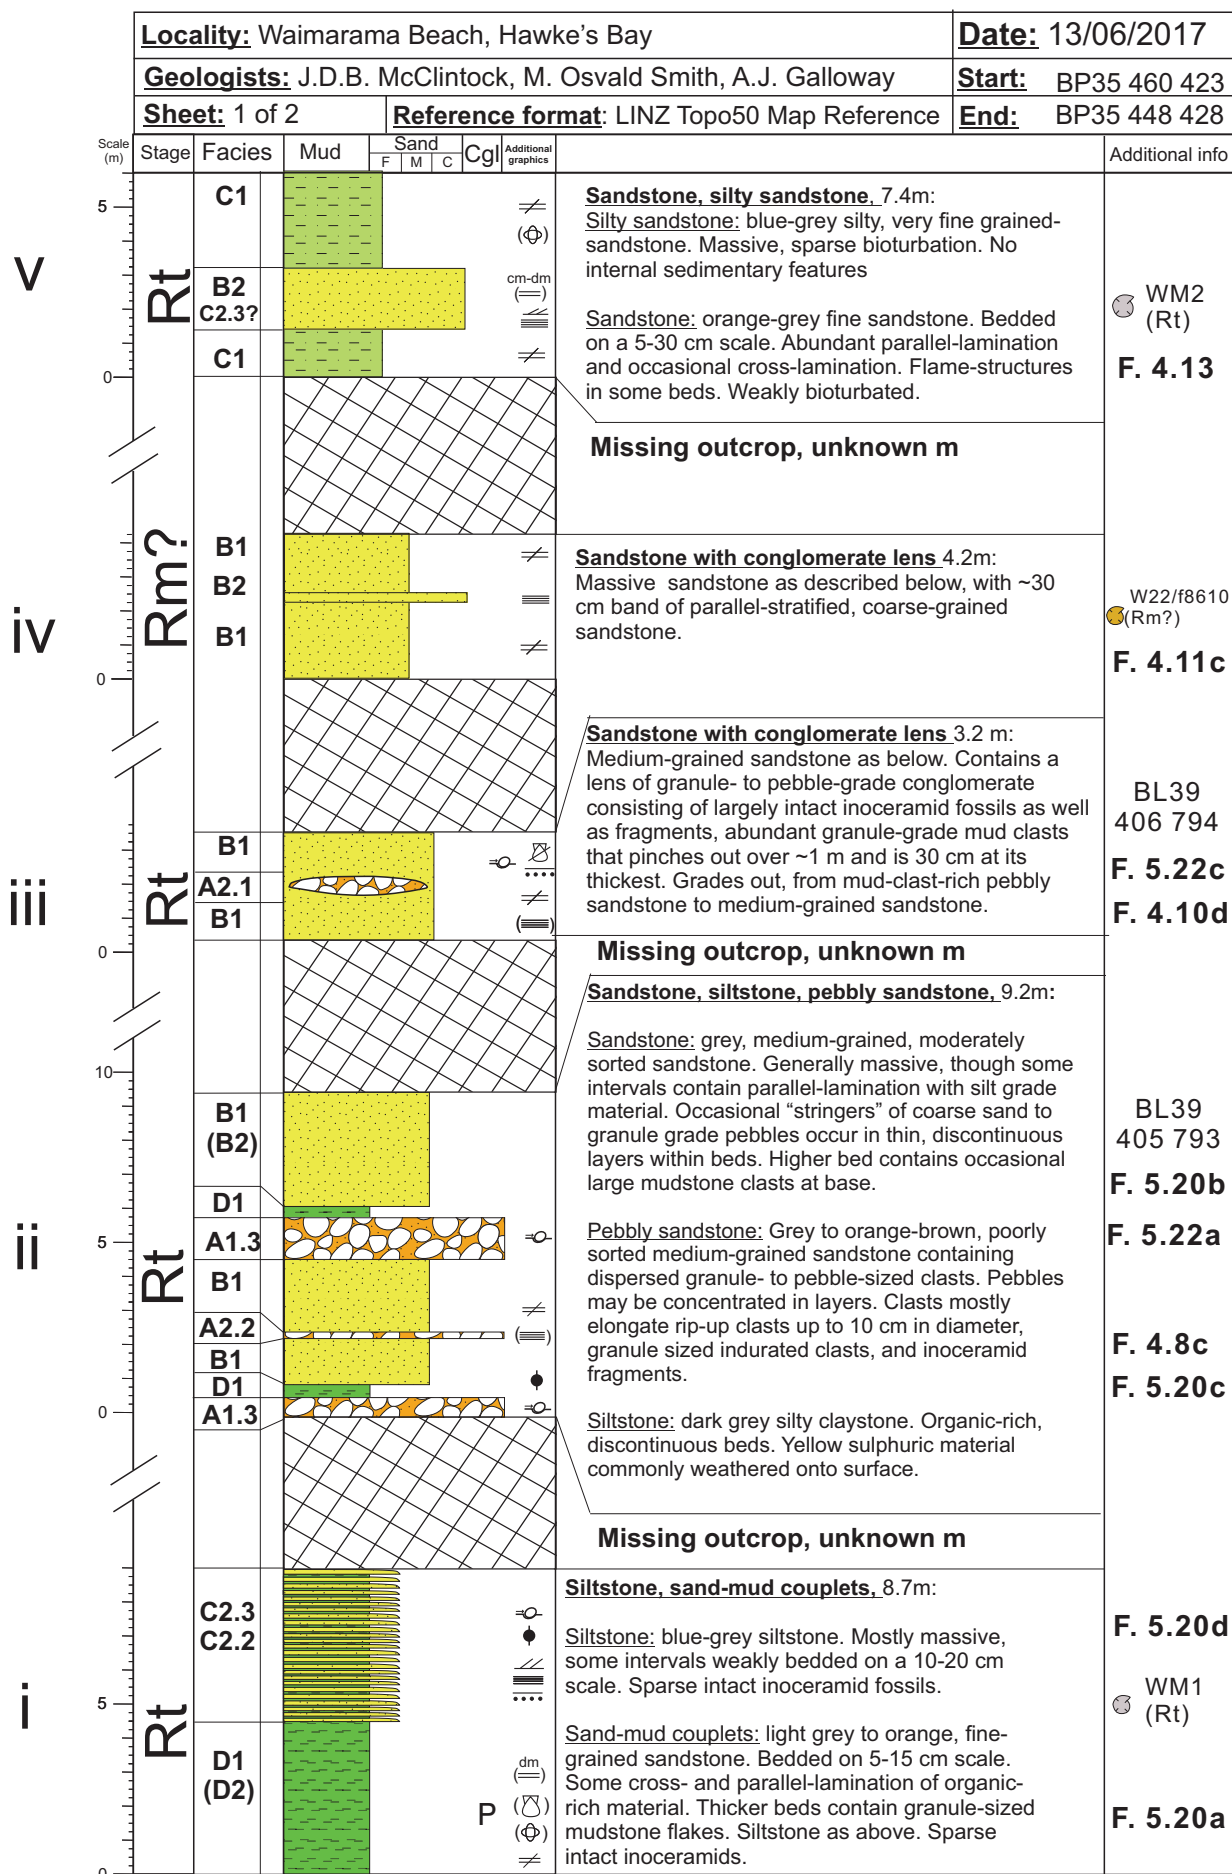 Locality: Waimarama Beach, Hawke's Bay
Date: 13/06/2017
Geologists: J.D.B. McClintock, M. Osvald Smith, A.J. Galloway
Start: BP35 460 423
Sheet: 1 of 2
Reference format: LINZ Topo50 Map Reference
End: BP35 448 428
Scale (m)
Stage
Facies
Mud
Sand
F M C
Cgl
Additional graphics
Additional info
v
5
0
Rt
C1
B2
C2.3?
C1
cm-dm
Sandstone, silty sandstone, 7.4m:
Silty sandstone: blue-grey silty, very fine grained-
sandstone. Massive, sparse bioturbation. No
internal sedimentary features
Sandstone: orange-grey fine sandstone. Bedded
on a 5-30 cm scale. Abundant parallel-lamination
and occasional cross-lamination. Flame-structures
in some beds. Weakly bioturbated.
WM2
(Rt)
F. 4.13
Missing outcrop, unknown m
iv
0
Rm?
B1
B2
B1
Sandstone with conglomerate lens 4.2m:
Massive sandstone as described below, with ~30
cm band of parallel-stratified, coarse-grained
sandstone.
W22/f8610
(Rm?)
F. 4.11c
iii
0
Rt
B1
A2.1
B1
Sandstone with conglomerate lens 3.2 m:
Medium-grained sandstone as below. Contains a
lens of granule- to pebble-grade conglomerate
consisting of largely intact inoceramid fossils as well
as fragments, abundant granule-grade mud clasts
that pinches out over ~1 m and is 30 cm at its
thickest. Grades out, from mud-clast-rich pebbly
sandstone to medium-grained sandstone.
BL39
406 794
F. 5.22c
F. 4.10d
Missing outcrop, unknown m
ii
10
5
0
Rt
B1
(B2)
D1
A1.3
B1
A2.2
B1
D1
A1.3
Sandstone, siltstone, pebbly sandstone, 9.2m:
Sandstone: grey, medium-grained, moderately
sorted sandstone. Generally massive, though some
intervals contain parallel-lamination with silt grade
material. Occasional "stringers" of coarse sand to
granule grade pebbles occur in thin, discontinuous
layers within beds. Higher bed contains occasional
large mudstone clasts at base.
Pebbly sandstone: Grey to orange-brown, poorly
sorted medium-grained sandstone containing
dispersed granule- to pebble-sized clasts. Pebbles
may be concentrated in layers. Clasts mostly
elongate rip-up clasts up to 10 cm in diameter,
granule sized indurated clasts, and inoceramid
fragments.
Siltstone: dark grey silty claystone. Organic-rich,
discontinuous beds. Yellow sulphuric material
commonly weathered onto surface.
BL39
405 793
F. 5.20b
F. 5.22a
F. 4.8c
F. 5.20c
Missing outcrop, unknown m
i
5
0
Rt
C2.3
C2.2
D1
(D2)
dm
P
Siltstone, sand-mud couplets, 8.7m:
Siltstone: blue-grey siltstone. Mostly massive,
some intervals weakly bedded on a 10-20 cm
scale. Sparse intact inoceramid fossils.
Sand-mud couplets: light grey to orange, fine-
grained sandstone. Bedded on 5-15 cm scale.
Some cross- and parallel-lamination of organic-
rich material. Thicker beds contain granule-sized
mudstone flakes. Siltstone as above. Sparse
intact inoceramids.
F. 5.20d
WM1
(Rt)
F. 5.20a